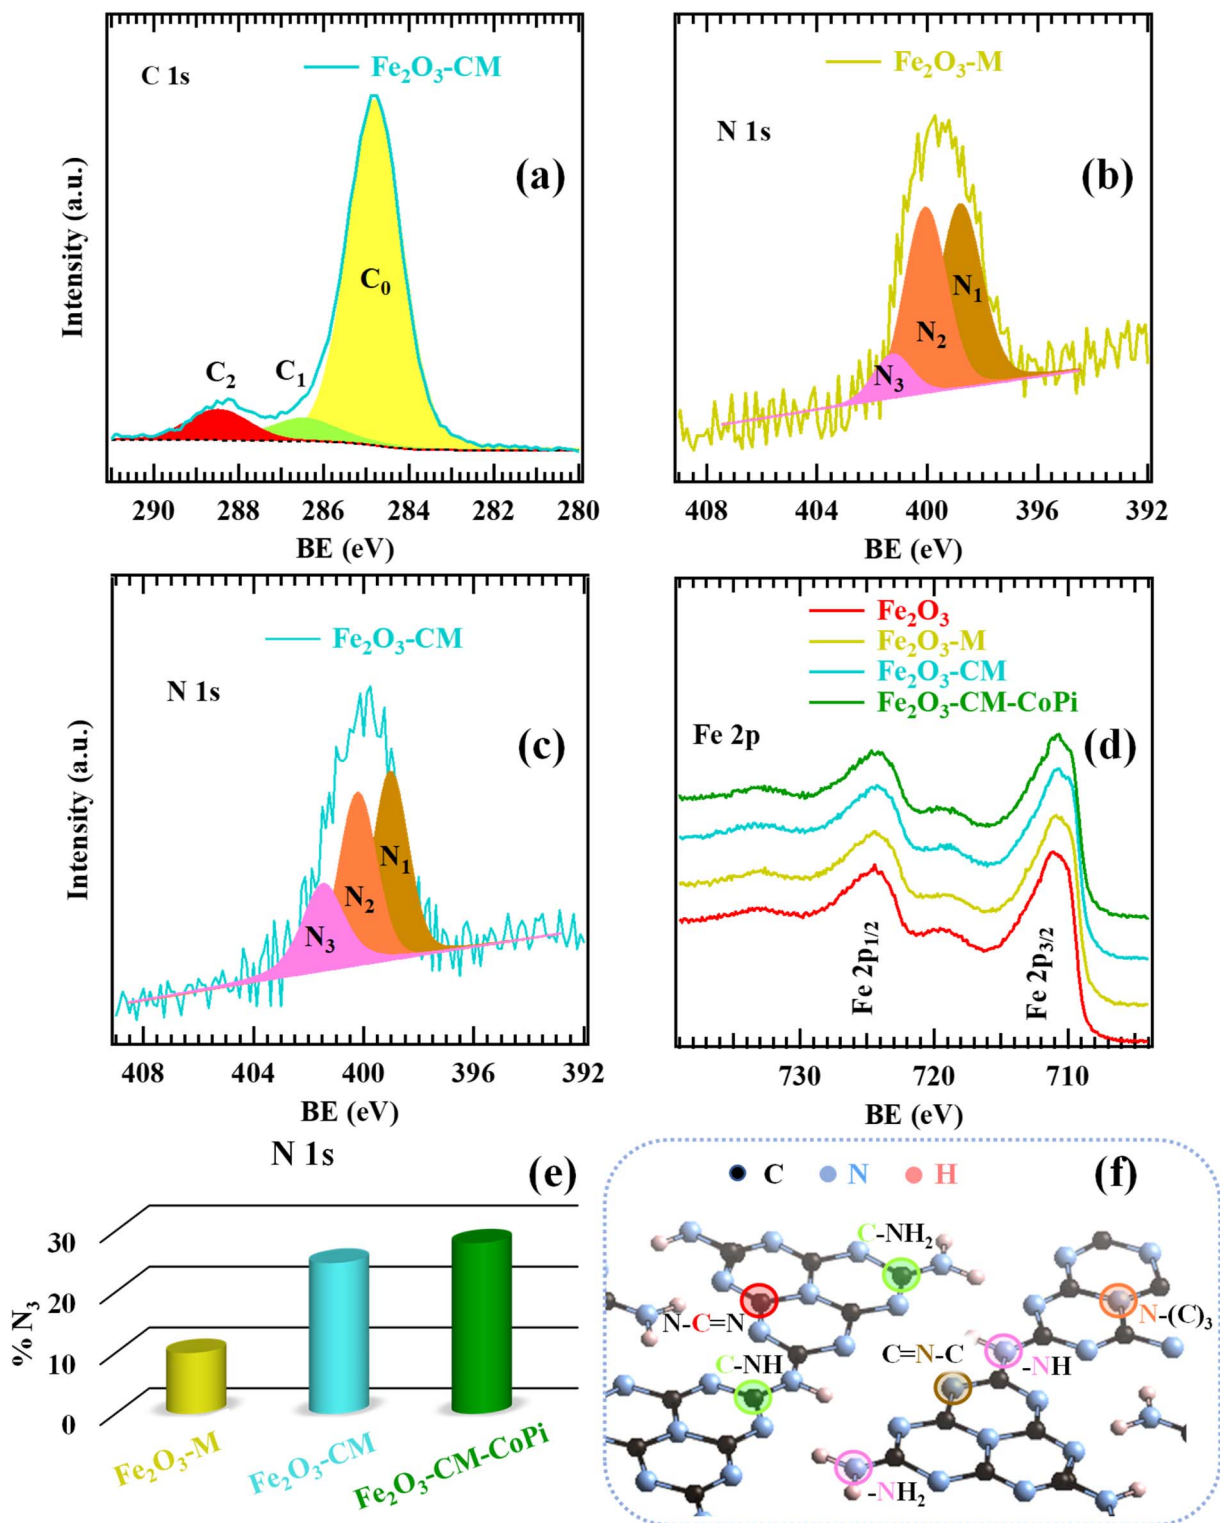 C 1s
Fe₂O₃-CM
(a)
C₀
C₁
C₂
Intensity (a.u.)
290 288 286 284 282 280
BE (eV)
Fe₂O₃-M
N 1s
(b)
N₁
N₂
N₃
408 404 400 396 392
BE (eV)
Fe₂O₃-CM
N 1s
(c)
N₁
N₂
N₃
Intensity (a.u.)
408 404 400 396 392
BE (eV)
Fe₂O₃
Fe₂O₃-M
Fe₂O₃-CM
Fe₂O₃-CM-CoPi
Fe 2p
(d)
Fe 2p₁/₂
Fe 2p₃/₂
730 720 710
BE (eV)
N 1s
(e)
30
20
10
0
% N₃
Fe₂O₃-M
Fe₂O₃-CM
Fe₂O₃-CM-CoPi
C N H
(f)
C-NH₂
N-C=N
N-(C)₃
C-NH
C=N-C
-NH
-NH₂